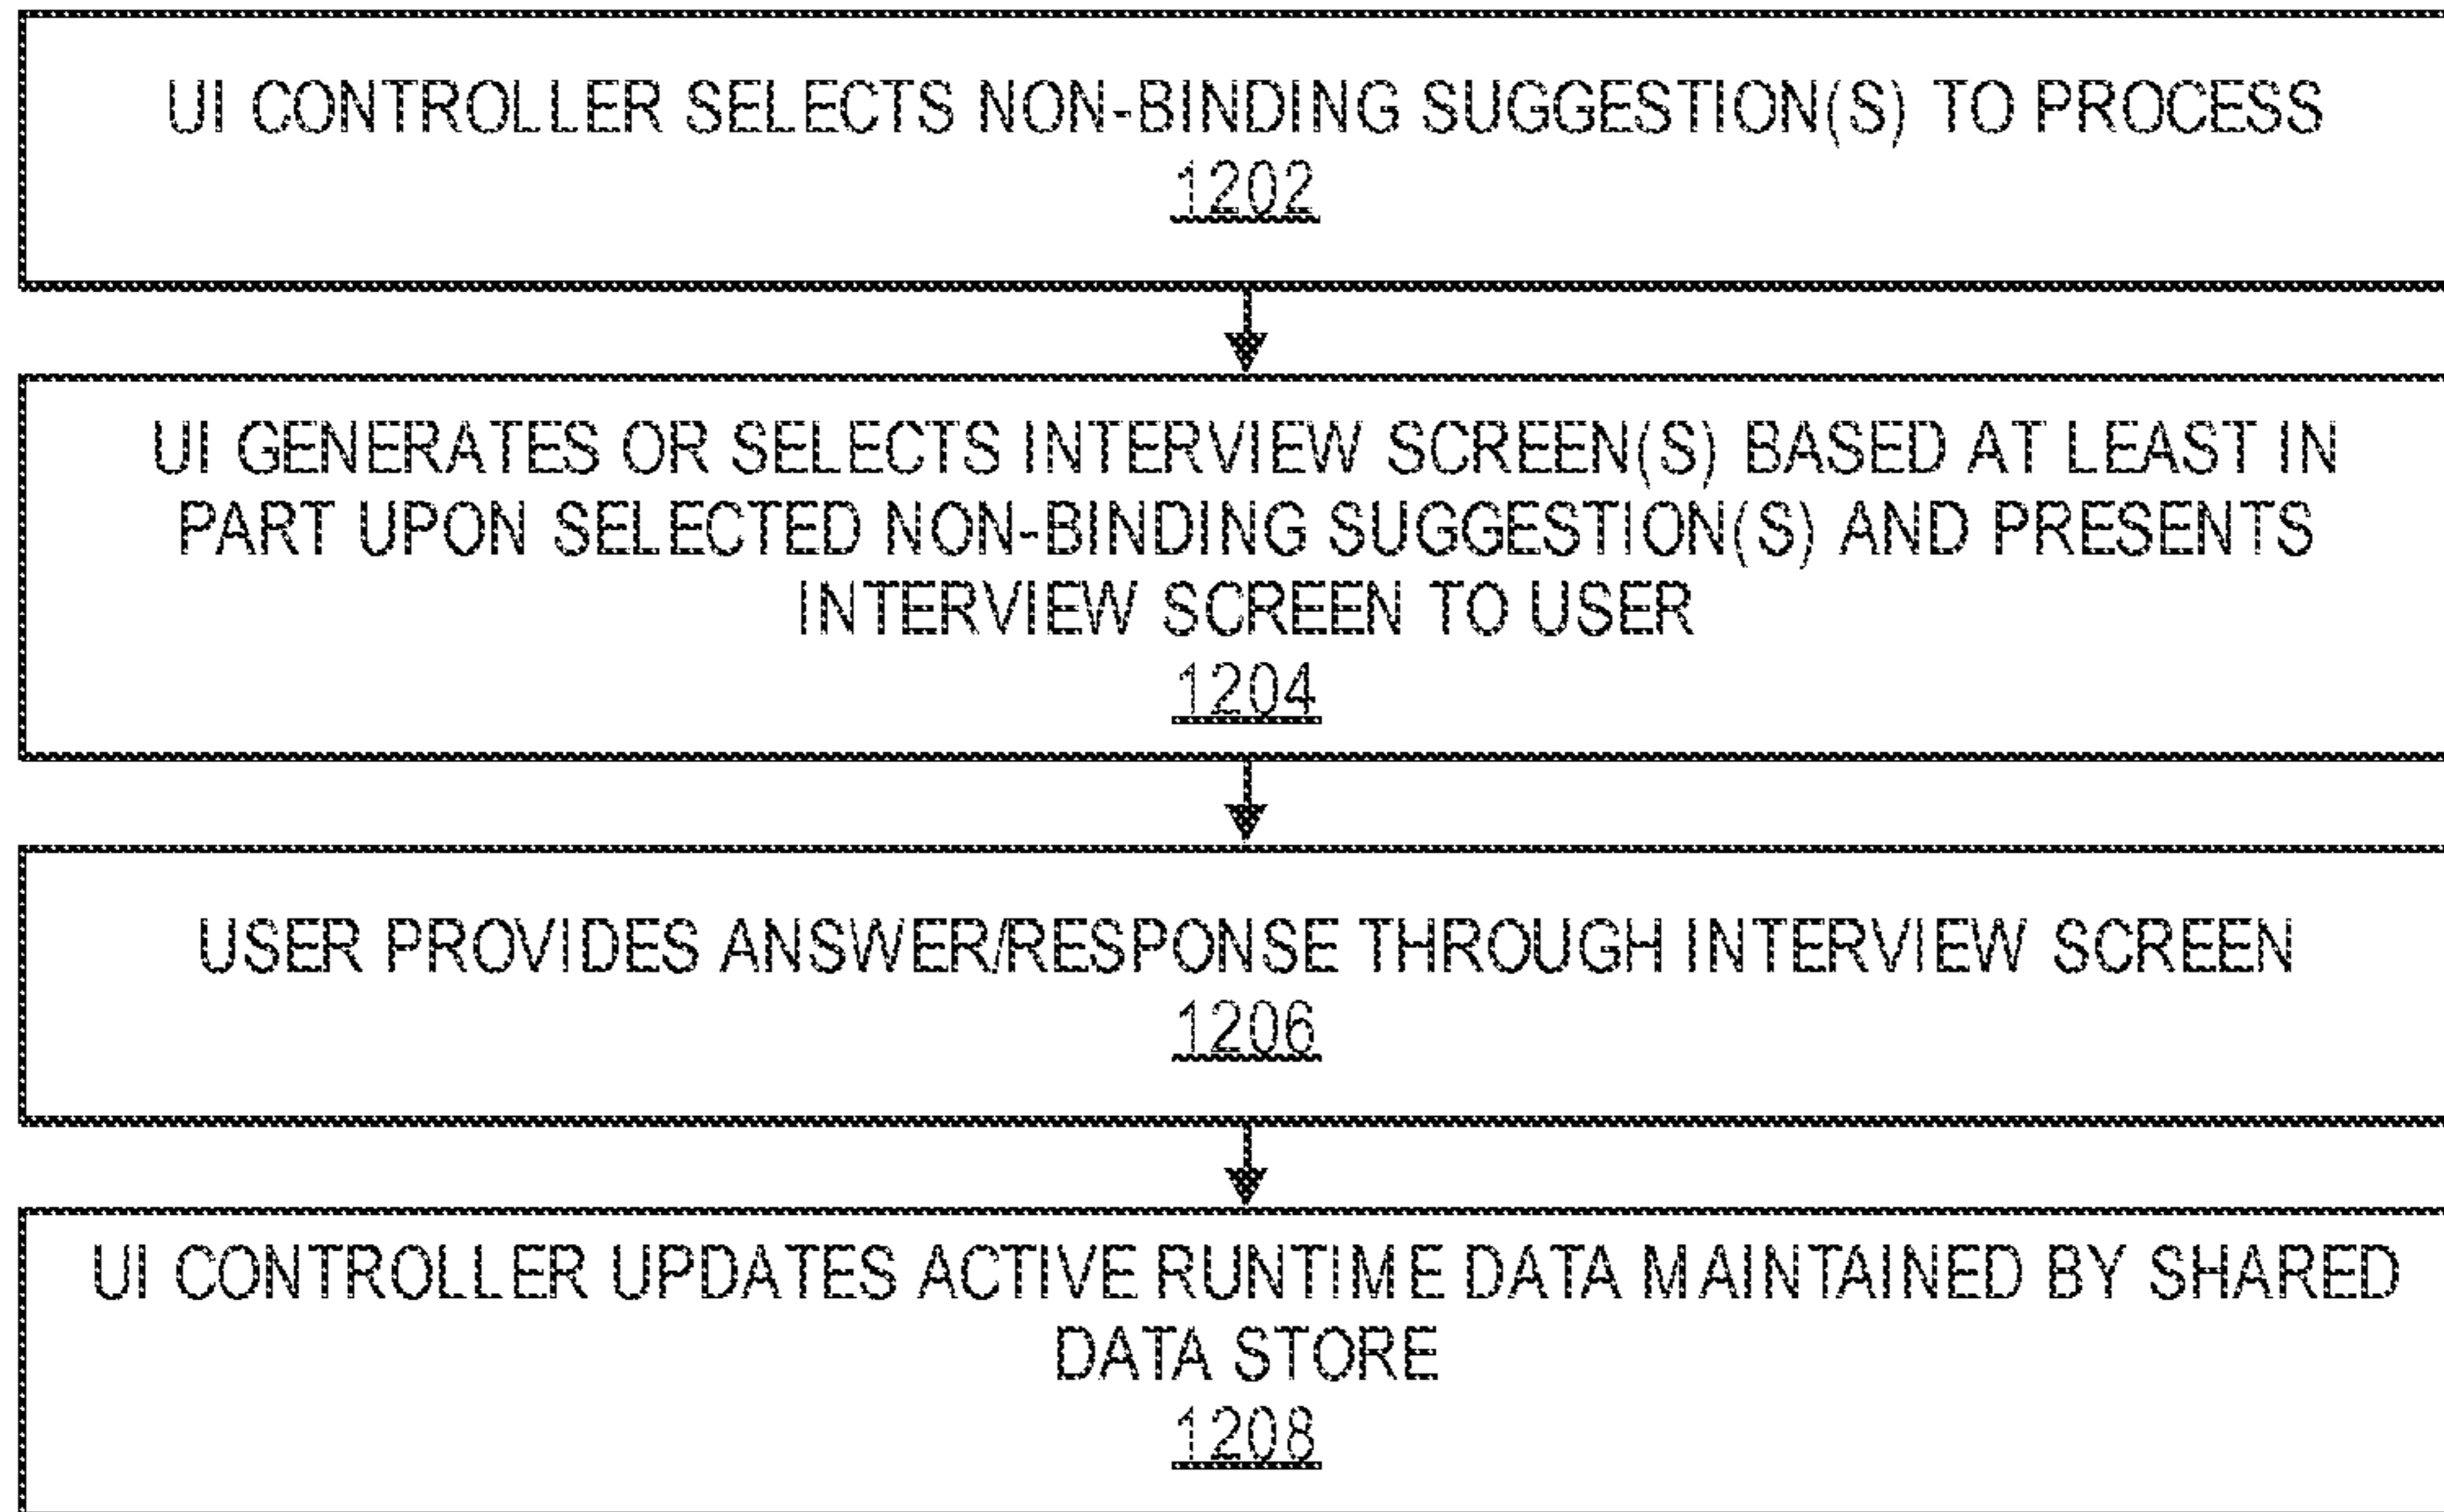 UI CONTROLLER SELECTS NON-BINDING SUGGESTION(S) TO PROCESS
1202
UI GENERATES OR SELECTS INTERVIEW SCREEN(S) BASED AT LEAST IN
PART UPON SELECTED NON-BINDING SUGGESTION(S) AND PRESENTS
INTERVIEW SCREEN TO USER
1204
USER PROVIDES ANSWER/RESPONSE THROUGH INTERVIEW SCREEN
1206
UI CONTROLLER UPDATES ACTIVE RUNTIME DATA MAINTAINED BY SHARED
DATA STORE
1208